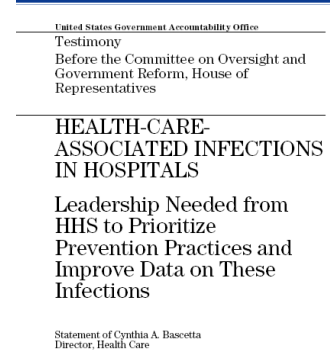 United States Government Accountability Office
Testimony
Before the Committee on Oversight and
Government Reform, House of
Representatives
HEALTH-CARE-
ASSOCIATED INFECTIONS
IN HOSPITALS
Leadership Needed from
HHS to Prioritize
Prevention Practices and
Improve Data on These
Infections
Statement of Cynthia A. Bascetta
Director, Health Care